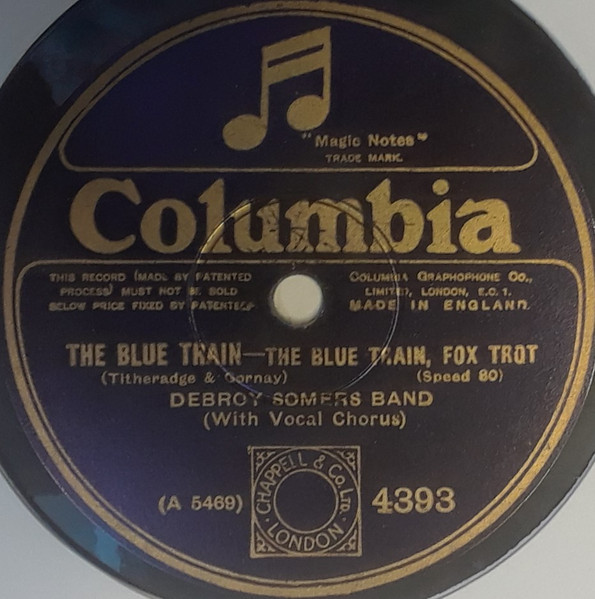 "Magic Notes"
TRADE MARK.
Columbia
THIS RECORD (MADE BY PATENTED
PROCESS) MUST NOT BE SOLD
BELOW PRICE FIXED BY PATENTEES
COLUMBIA GRAPHOPHONE CO.,
LIMITED, LONDON, E.C. 1.
MADE IN ENGLAND.
THE BLUE TRAIN—THE BLUE TRAIN, FOX TROT
(Titheradge & Gornay) (Speed 80)
DEBROY SOMERS BAND
(With Vocal Chorus)
(A 5469) CHAPPELL & CO. LTD. LONDON 4393